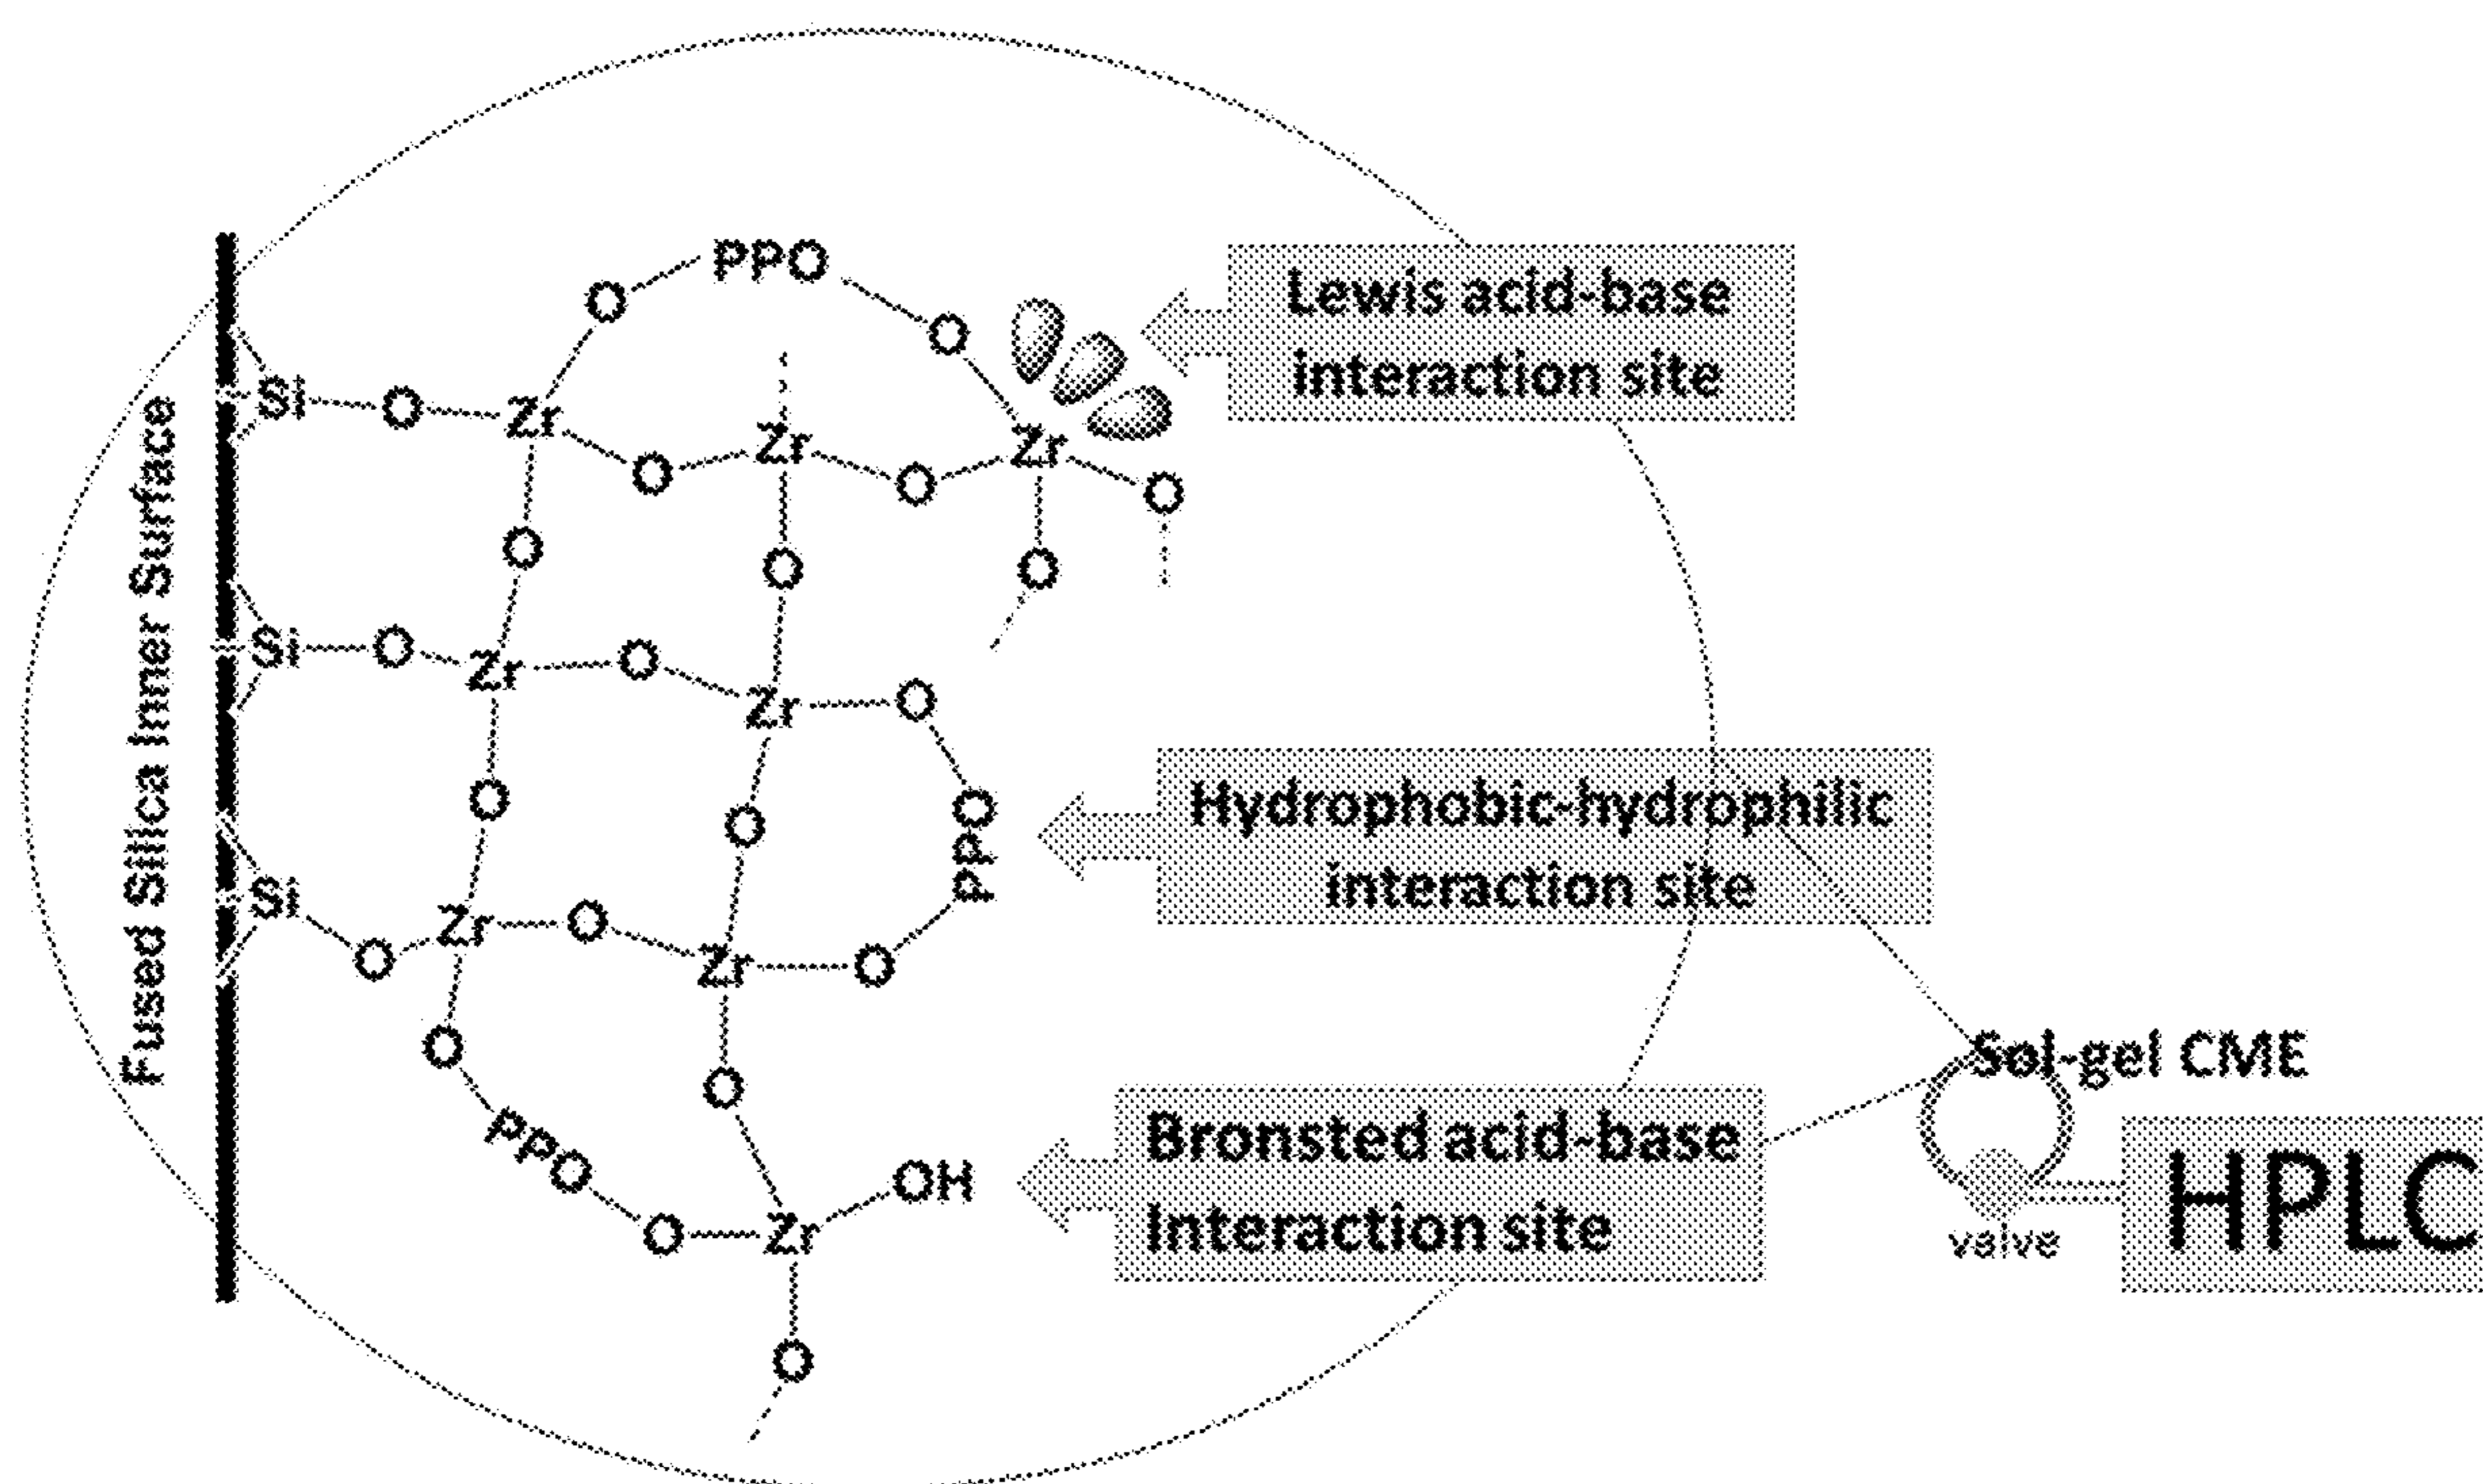 PPO
O
O
Lewis acid-base
interaction site
Si
O
Zr
Zr
Zr
O
O
O
O
O
O
Fused Silica Inner Surface
Si
O
Zr
O
Zr
O
O
O
PPO
Hydrophobic-hydrophilic
interaction site
Si
O
Zr
O
Zr
O
O
O
PPO
O
Zr
OH
O
Bronsted acid-base
Interaction site
Sol-gel CME
valve
HPLC